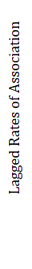 Lagged Rates of Association